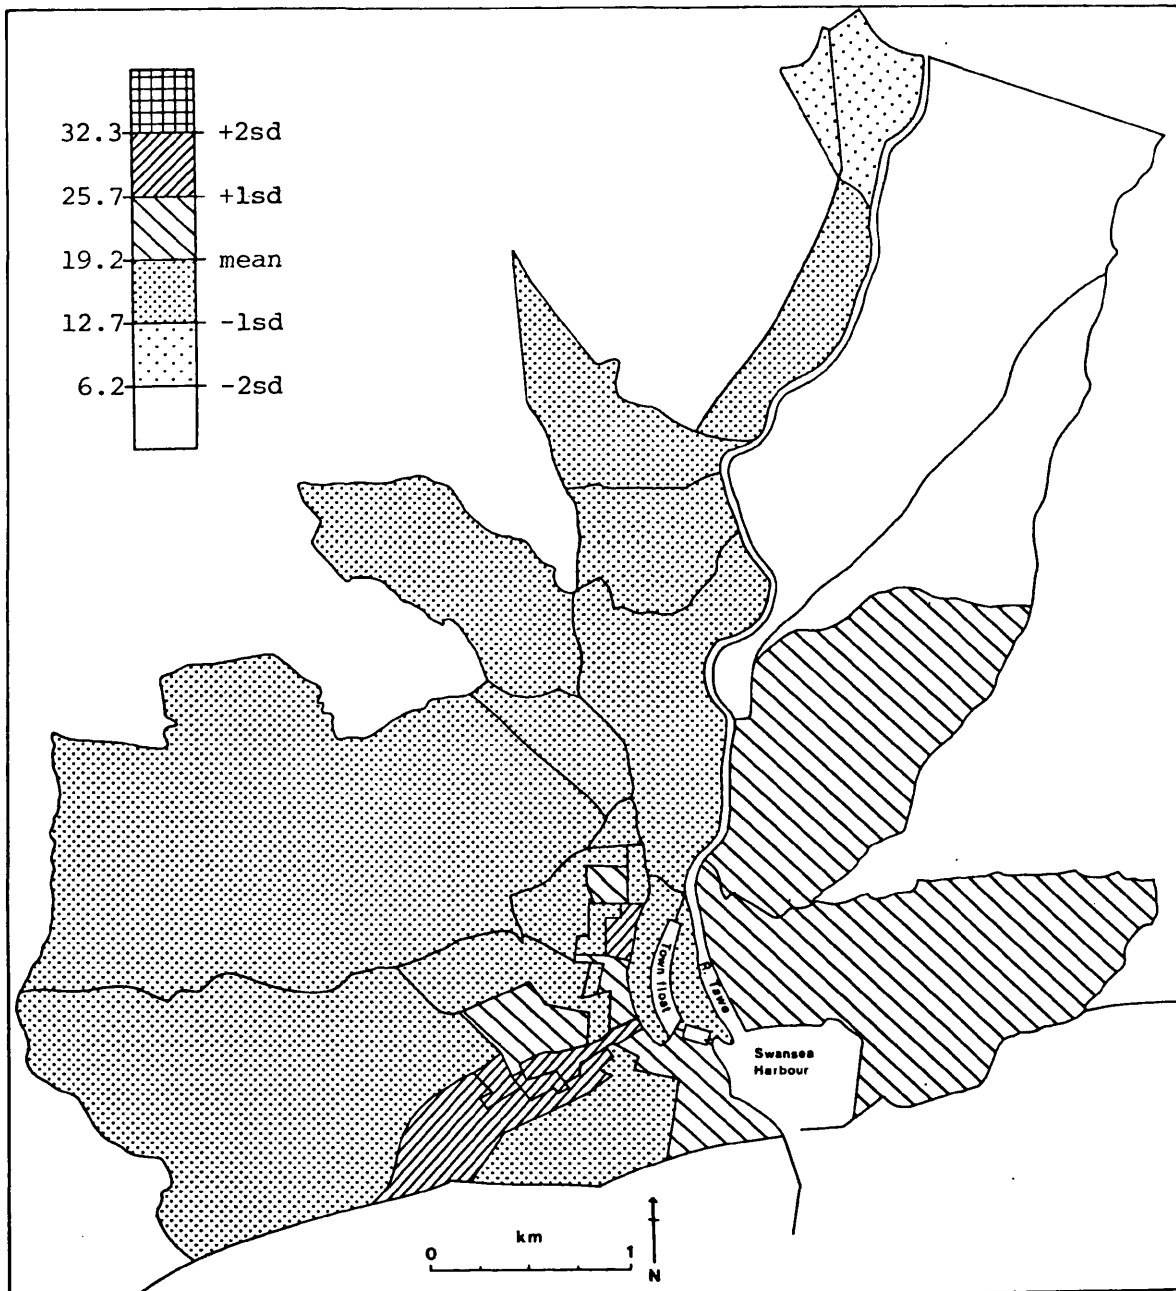 32.3 +2sd
25.7 +1sd
19.2 mean
12.7 -1sd
6.2 -2sd
Town float
R. Tawe
Swansea
Harbour
km
0 1
N